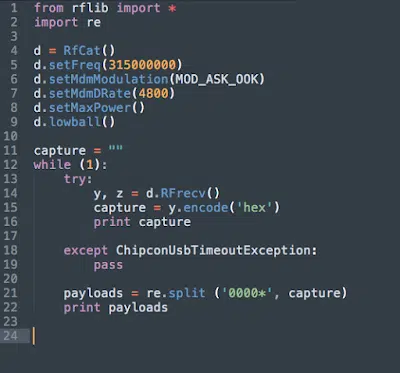 1 from rflib import *
2 import re
3
4 d = RfCat()
5 d.setFreq(315000000)
6 d.setMdmModulation(MOD_ASK_OOK)
7 d.setMdmDRate(4800)
8 d.setMaxPower()
9 d.lowball()
10
11 capture = ""
12 while (1):
13     try:
14         y, z = d.RFrecv()
15         capture = y.encode('hex')
16         print capture
17
18     except ChipconUsbTimeoutException:
19         pass
20
21     payloads = re.split ('0000*', capture)
22     print payloads
23
24